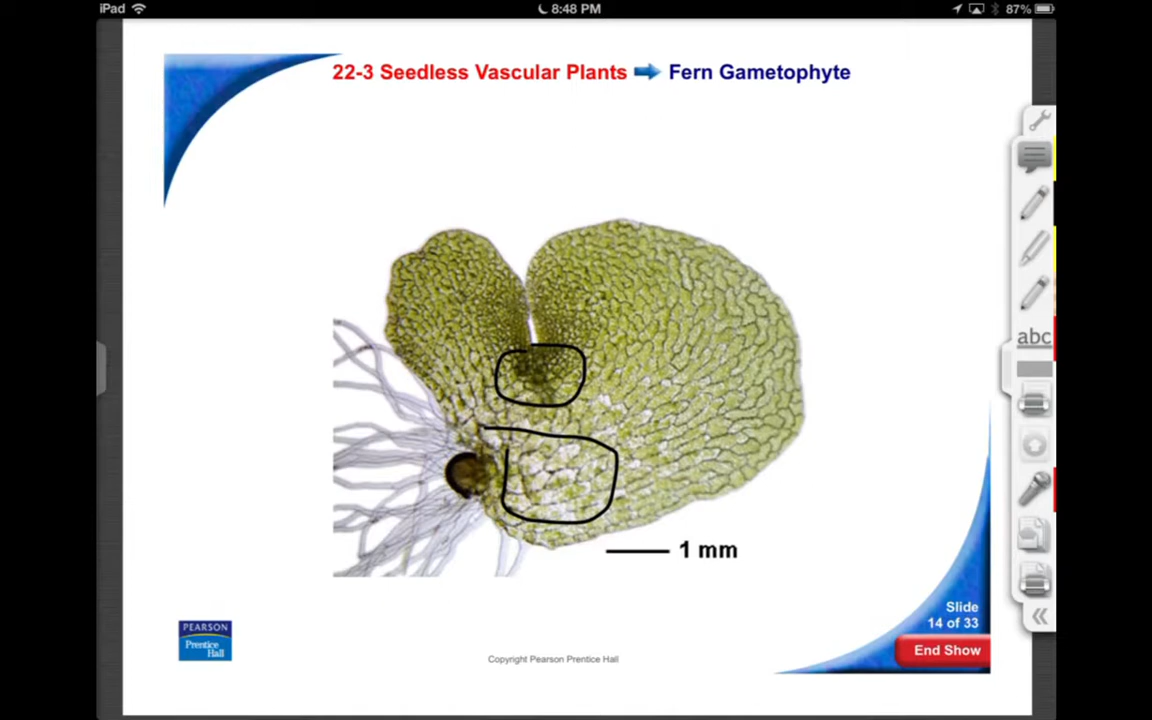 iPad
8:48 PM
87%
22-3 Seedless Vascular Plants Fern Gametophyte
abc
1 mm
Slide
14 of 33
End Show
PEARSON
Prentice
Hall
Copyright Pearson Prentice Hall